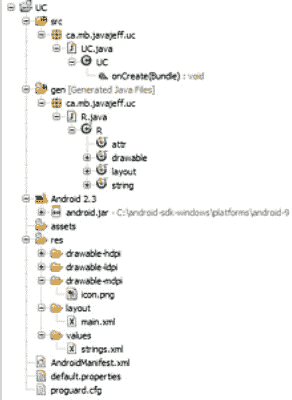 UC
src
ca.mb.javajeff.uc
UC.java
UC
onCreate(Bundle) : void
gen [Generated Java Files]
ca.mb.javajeff.uc
R.java
R
attr
drawable
layout
string
Android 2.3
android.jar - C:\android-sdk-windows\platforms\android-9
assets
res
drawable-hdpi
drawable-ldpi
drawable-mdpi
icon.png
layout
main.xml
values
strings.xml
AndroidManifest.xml
default.properties
proguard.cfg